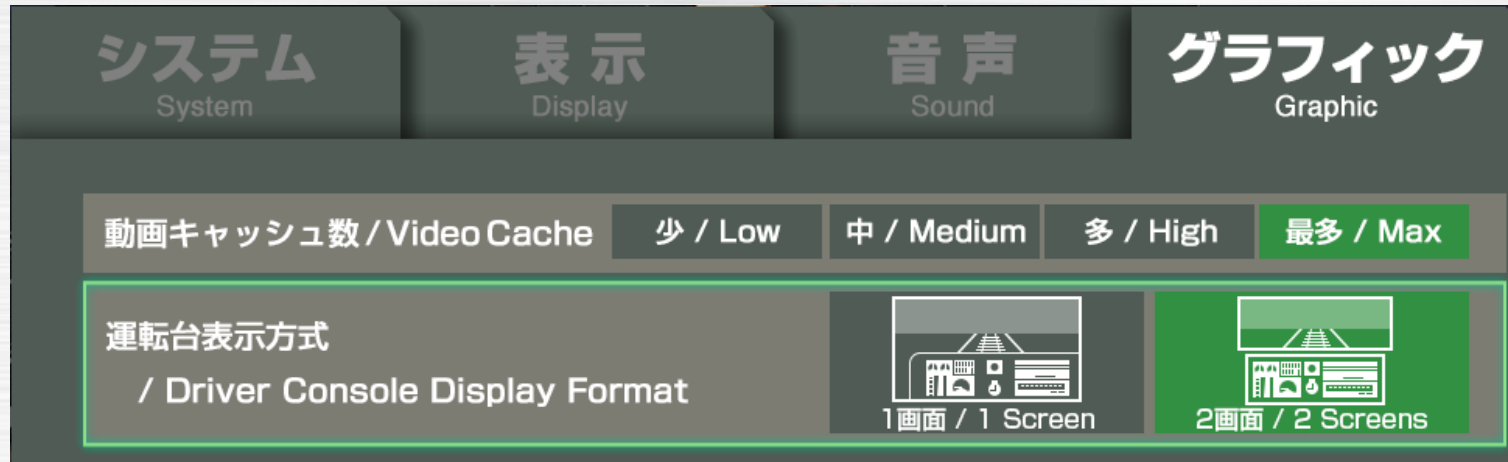 システム
System
表示
Display
音声
Sound
グラフィック
Graphic
動画キャッシュ数/Video Cache
少 / Low
中 / Medium
多 / High
最多 / Max
運転台表示方式
/ Driver Console Display Format
1画面 / 1 Screen
2画面 / 2 Screens